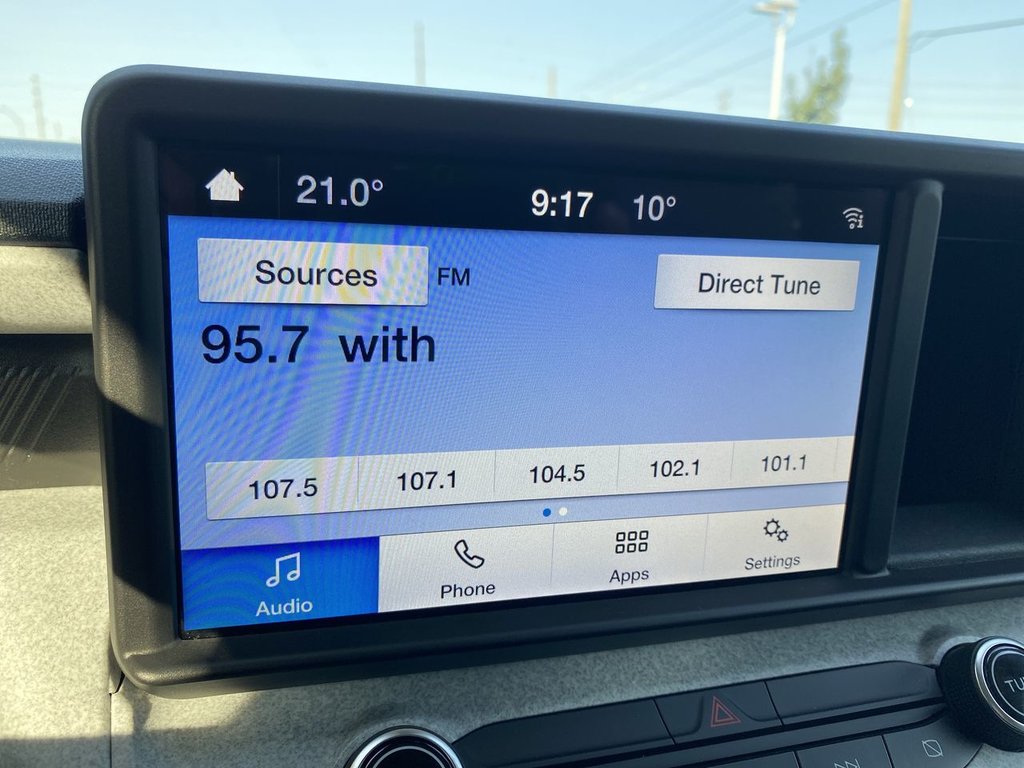 21.0° 9:17 10°
Sources FM Direct Tune
95.7 with
107.5 107.1 104.5 102.1 101.1
Audio Phone Apps Settings